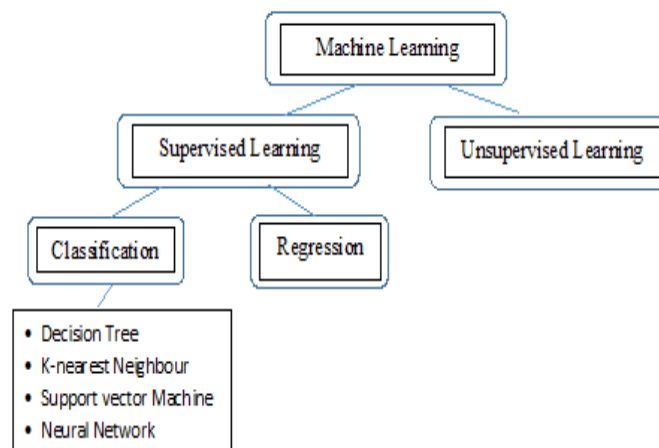 Machine Learning
Supervised Learning
Unsupervised Learning
Classification
Regression
• Decision Tree
• K-nearest Neighbour
• Support vector Machine
• Neural Network